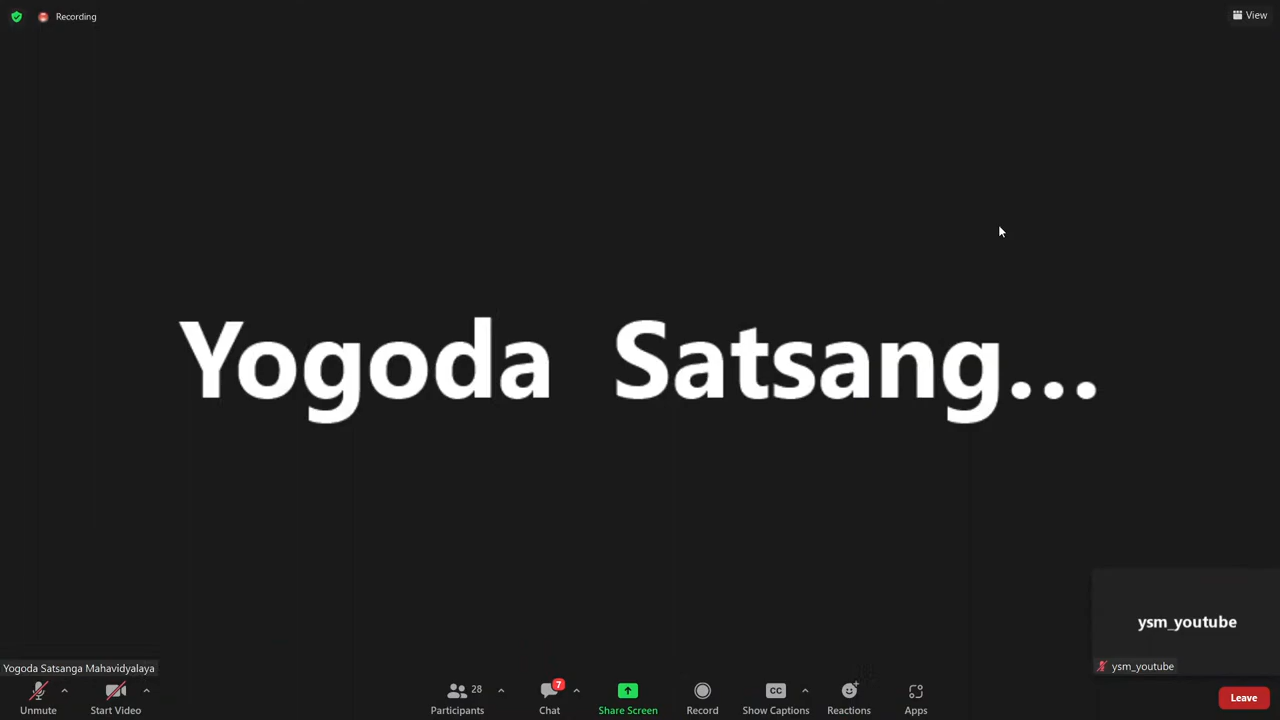 Recording
View
Yogoda Satsang...
ysm_youtube
Yogoda Satsanga Mahavidyalaya
ysm_youtube
28
7
CC
Unmute
Start Video
Participants
Chat
Share Screen
Record
Show Captions
Reactions
Apps
Leave